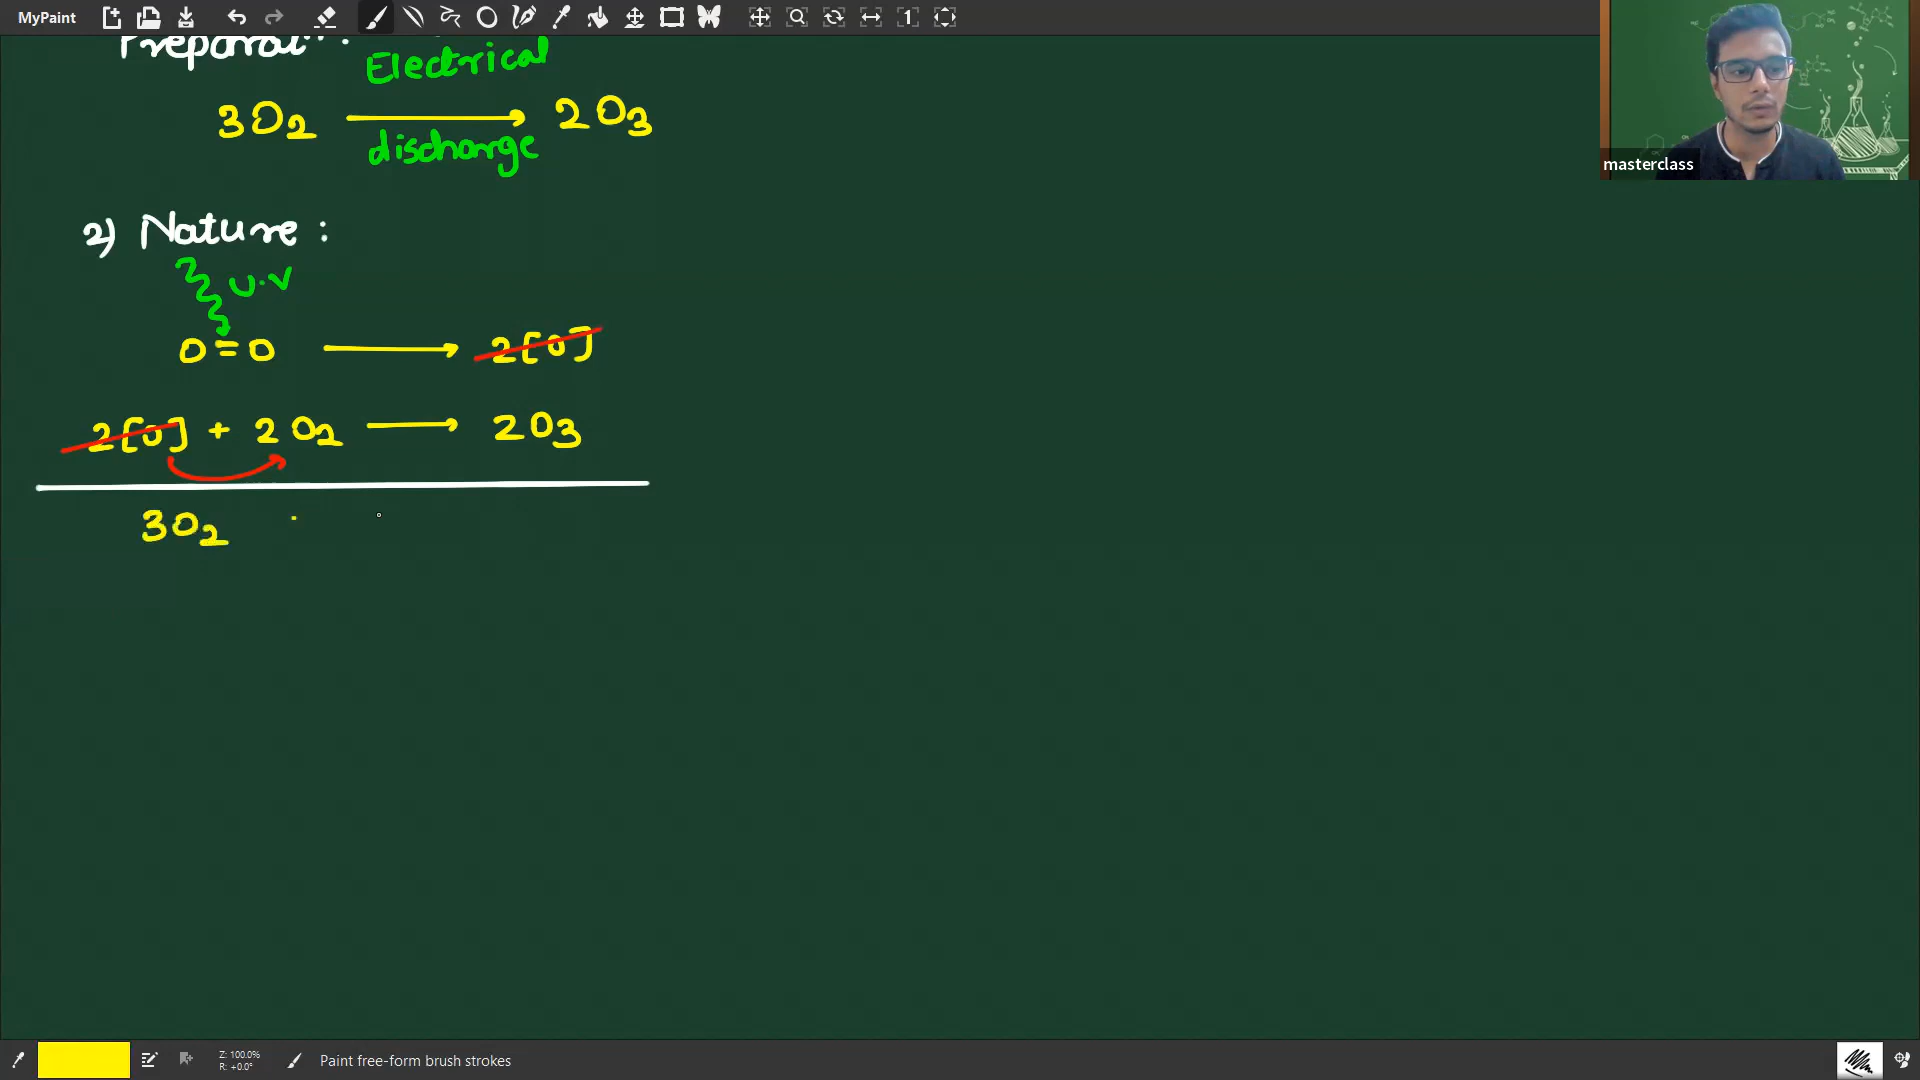 MyPaint
Preparat
Electrical
3O2 ⟶ 2O3
discharge
masterclass
2) Nature :
U.V
O=O ⟶ 2[O]
2[O] + 2O2 ⟶ 2O3
3O2
Z: 100.0%
R: +0.0°
Paint free-form brush strokes